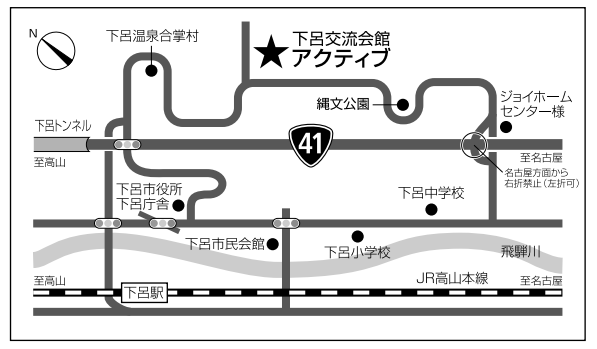 N
下呂温泉合掌村
下呂交流会館
アクティブ
縄文公園
ジョイホーム
センター様
下呂トンネル
至高山
41
至名古屋
名古屋方面から
右折禁止(左折可)
下呂市役所
下呂庁舎
下呂中学校
下呂市民会館
下呂小学校
飛騨川
至高山
JR高山本線
至名古屋
下呂駅